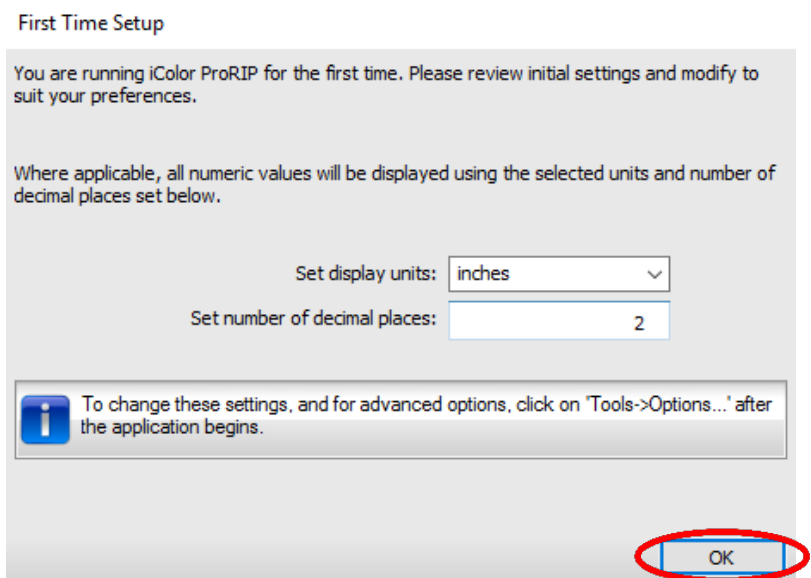 First Time Setup
You are running iColor ProRIP for the first time. Please review initial settings and modify to
suit your preferences.
Where applicable, all numeric values will be displayed using the selected units and number of
decimal places set below.
Set display units: inches
Set number of decimal places: 2
To change these settings, and for advanced options, click on 'Tools->Options...' after
the application begins.
OK